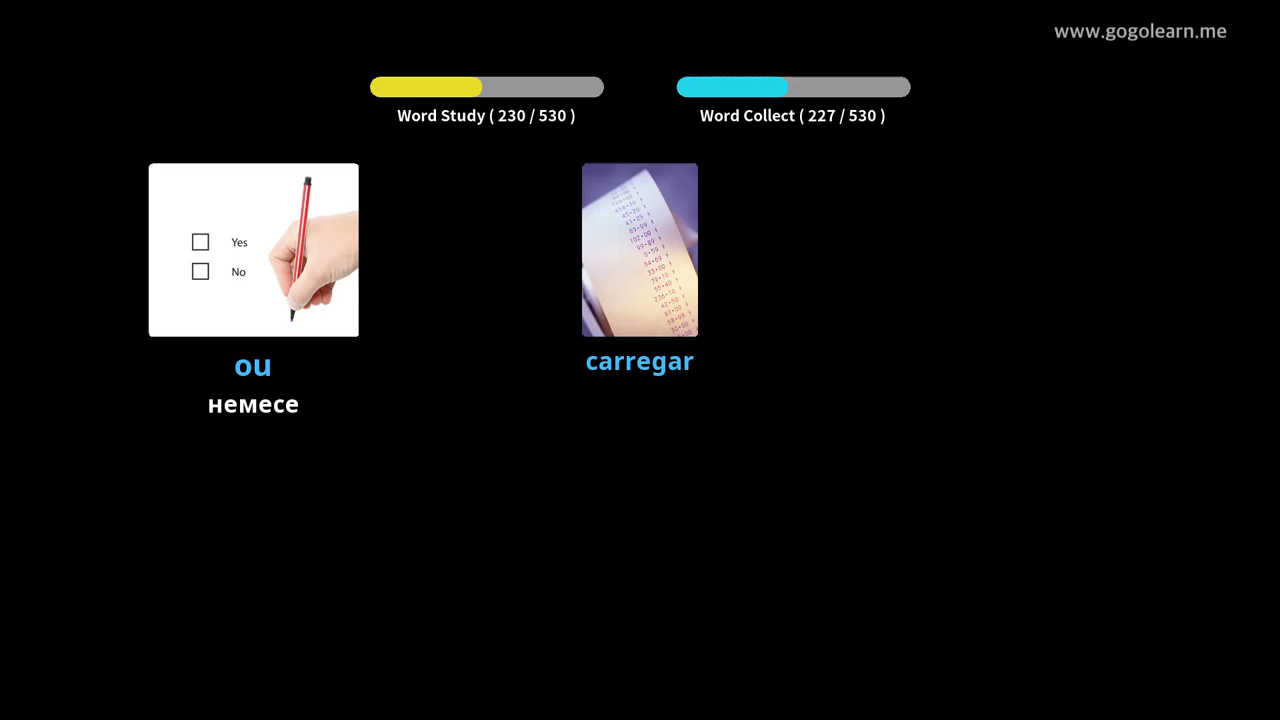 www.gogolearn.me
Word Study ( 230 / 530 )
Word Collect ( 227 / 530 )
Yes
No
ou
немесе
carregar